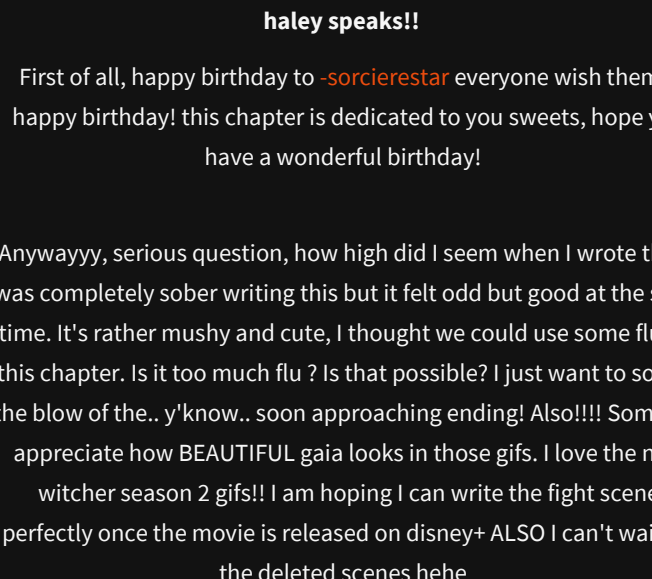 haley speaks!!
First of all, happy birthday to -sorcierestar everyone wish them
happy birthday! this chapter is dedicated to you sweets, hope
have a wonderful birthday!
Anywayyy, serious question, how high did I seem when I wrote
was completely sober writing this but it felt odd but good at the
time. It's rather mushy and cute, I thought we could use some
this chapter. Is it too much flu ? Is that possible? I just want to
the blow of the.. y'know.. soon approaching ending! Also!!!!
appreciate how BEAUTIFUL gaia looks in those gifs. I love the
witcher season 2 gifs!! I am hoping I can write the fight scene
perfectly once the movie is released on disney+ ALSO I can't
the deleted scenes hehe